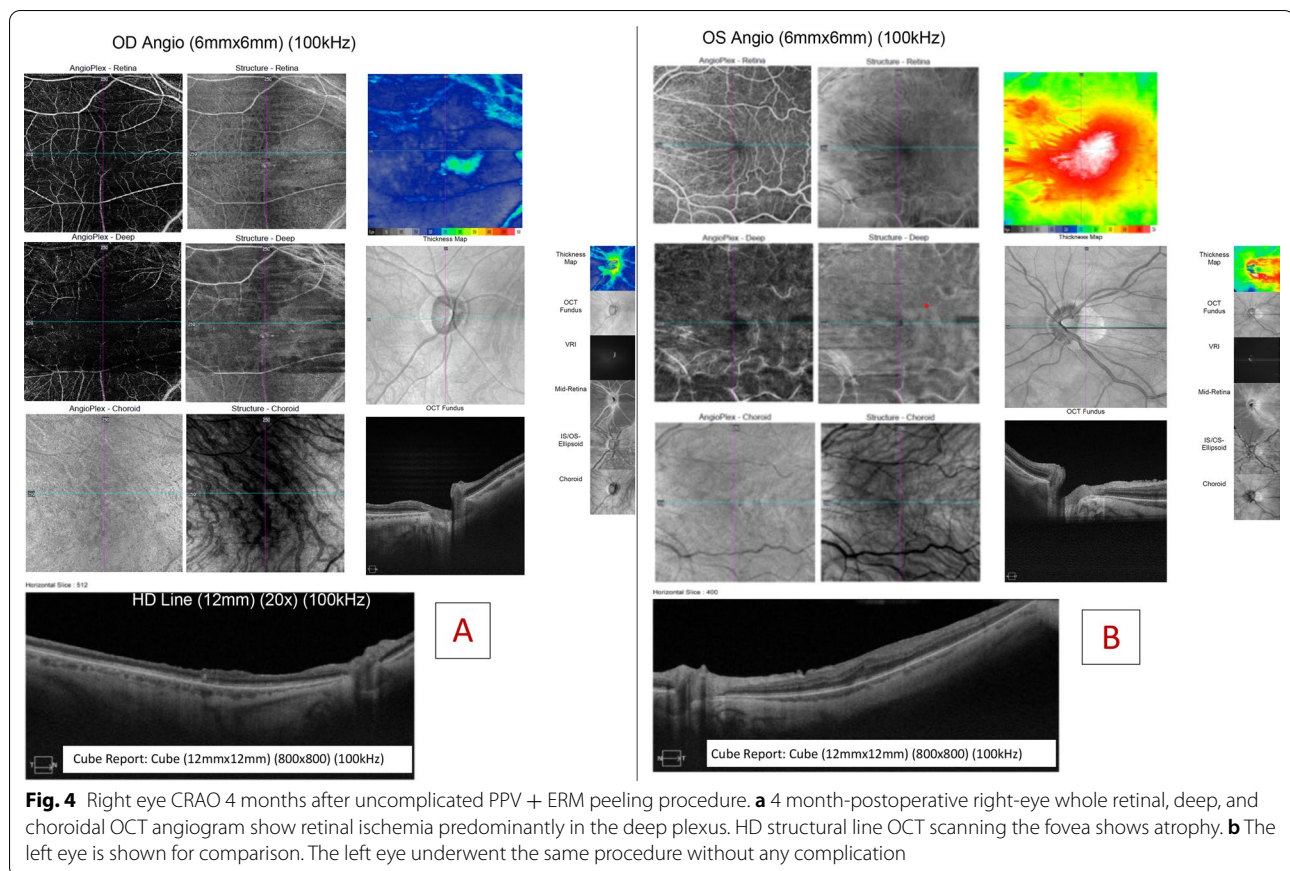 OD Angio (6mmx6mm) (100kHz)
AngioPlex - Retina
Structure - Retina
AngioPlex - Deep
Structure - Deep
Thickness Map
Thickness
Map
OCT
Fundus
VRI
AngioPlex - Choroid
Structure - Choroid
OCT Fundus
Mid-Retina
IS/OS-
Ellipsoid
Choroid
Horizontal Slice : 512
HD Line (12mm) (20x) (100kHz)
A
T N
Cube Report: Cube (12mmx12mm) (800x800) (100kHz)
OS Angio (6mmx6mm) (100kHz)
AngioPlex - Retina
Structure - Retina
AngioPlex - Deep
Structure - Deep
Thickness Map
Thickness
Map
OCT
Fundus
VRI
AngioPlex - Choroid
Structure - Choroid
OCT Fundus
Mid-Retina
IS/OS-
Ellipsoid
Choroid
Horizontal Slice : 400
B
N T
Cube Report: Cube (12mmx12mm) (800x800) (100kHz)
Fig. 4 Right eye CRAO 4 months after uncomplicated PPV + ERM peeling procedure. a 4 month-postoperative right-eye whole retinal, deep, and
choroidal OCT angiogram show retinal ischemia predominantly in the deep plexus. HD structural line OCT scanning the fovea shows atrophy. b The
left eye is shown for comparison. The left eye underwent the same procedure without any complication